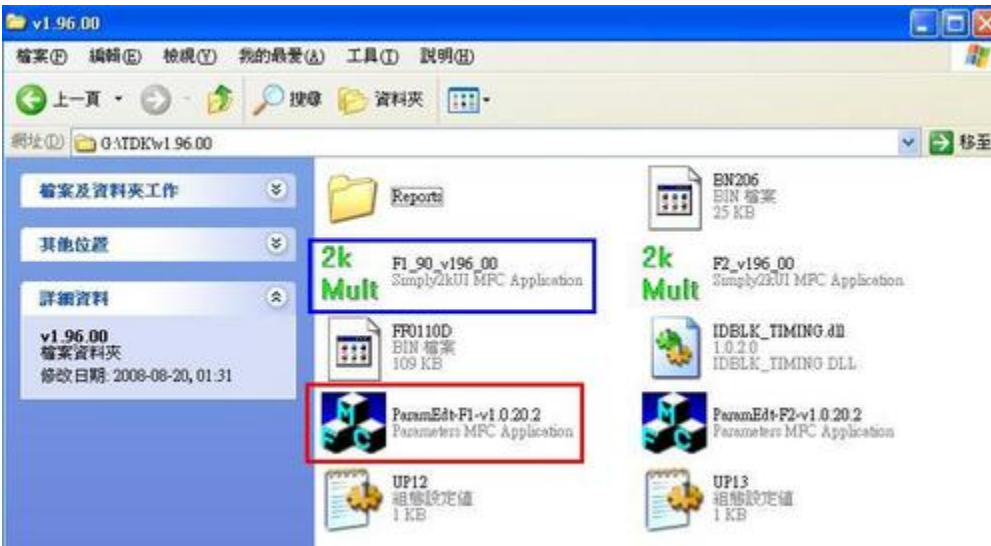 v1.96.00
檔案(F) 編輯(E) 檢視(V) 我的最愛(A) 工具(T) 說明(H)
上一頁 搜尋 資料夾
網址(D) G:\TDK\v1.96.00 移至
檔案及資料夾工作
其他位置
詳細資料
v1.96.00
檔案資料夾
修改日期: 2008-08-20, 01:31
Reports
BN206
BIN 檔案
25 KB
2k
Mult
F1_90_v196_00
Simply2kUI MFC Application
2k
Mult
F2_v196_00
Simply2kUI MFC Application
FF0110D
BIN 檔案
109 KB
IDBLK_TIMING.dll
1.0.2.0
IDBLK_TIMING DLL
M
F
C
ParamEdt-F1-v1.0.20.2
Parameters MFC Application
M
F
C
ParamEdt-F2-v1.0.20.2
Parameters MFC Application
UP12
組態設定值
1 KB
UP13
組態設定值
1 KB